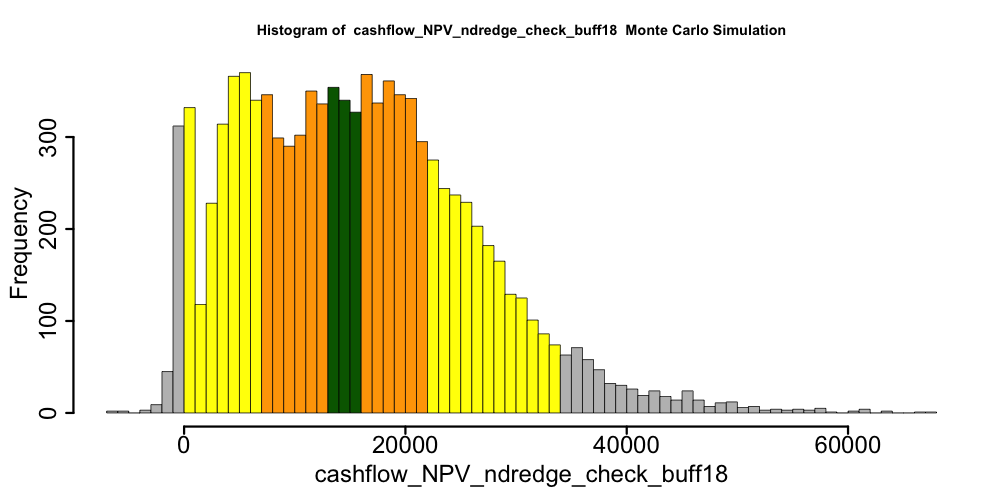 Histogram of cashflow_NPV_ndredge_check_buff18 Monte Carlo Simulation
Frequency
300
200
100
0
0 20000 40000 60000
cashflow_NPV_ndredge_check_buff18